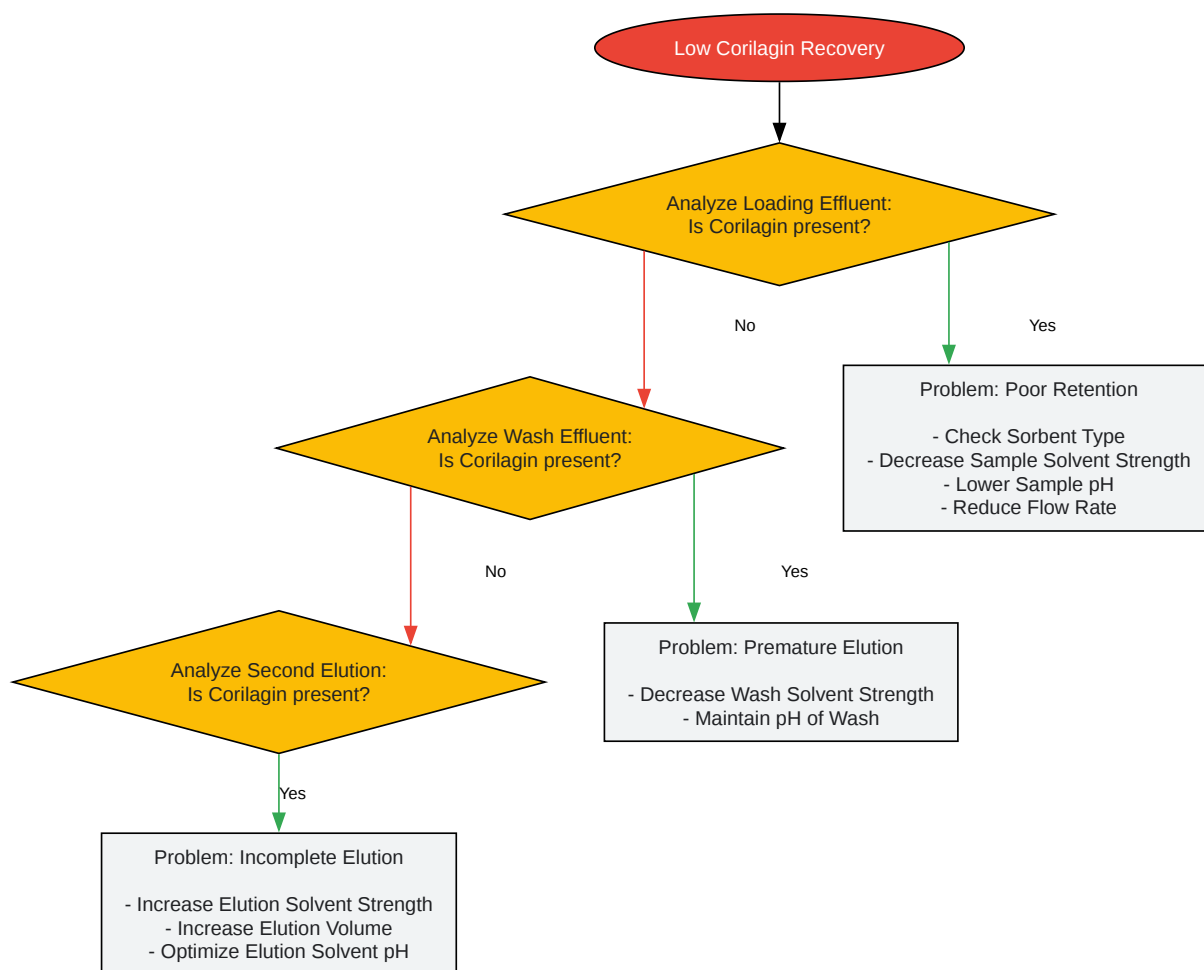 Low Corilagin Recovery
Analyze Loading Effluent:
Is Corilagin present?
No
Yes
Problem: Poor Retention
- Check Sorbent Type
- Decrease Sample Solvent Strength
- Lower Sample pH
- Reduce Flow Rate
Analyze Wash Effluent:
Is Corilagin present?
No
Yes
Problem: Premature Elution
- Decrease Wash Solvent Strength
- Maintain pH of Wash
Analyze Second Elution:
Is Corilagin present?
Yes
Problem: Incomplete Elution
- Increase Elution Solvent Strength
- Increase Elution Volume
- Optimize Elution Solvent pH